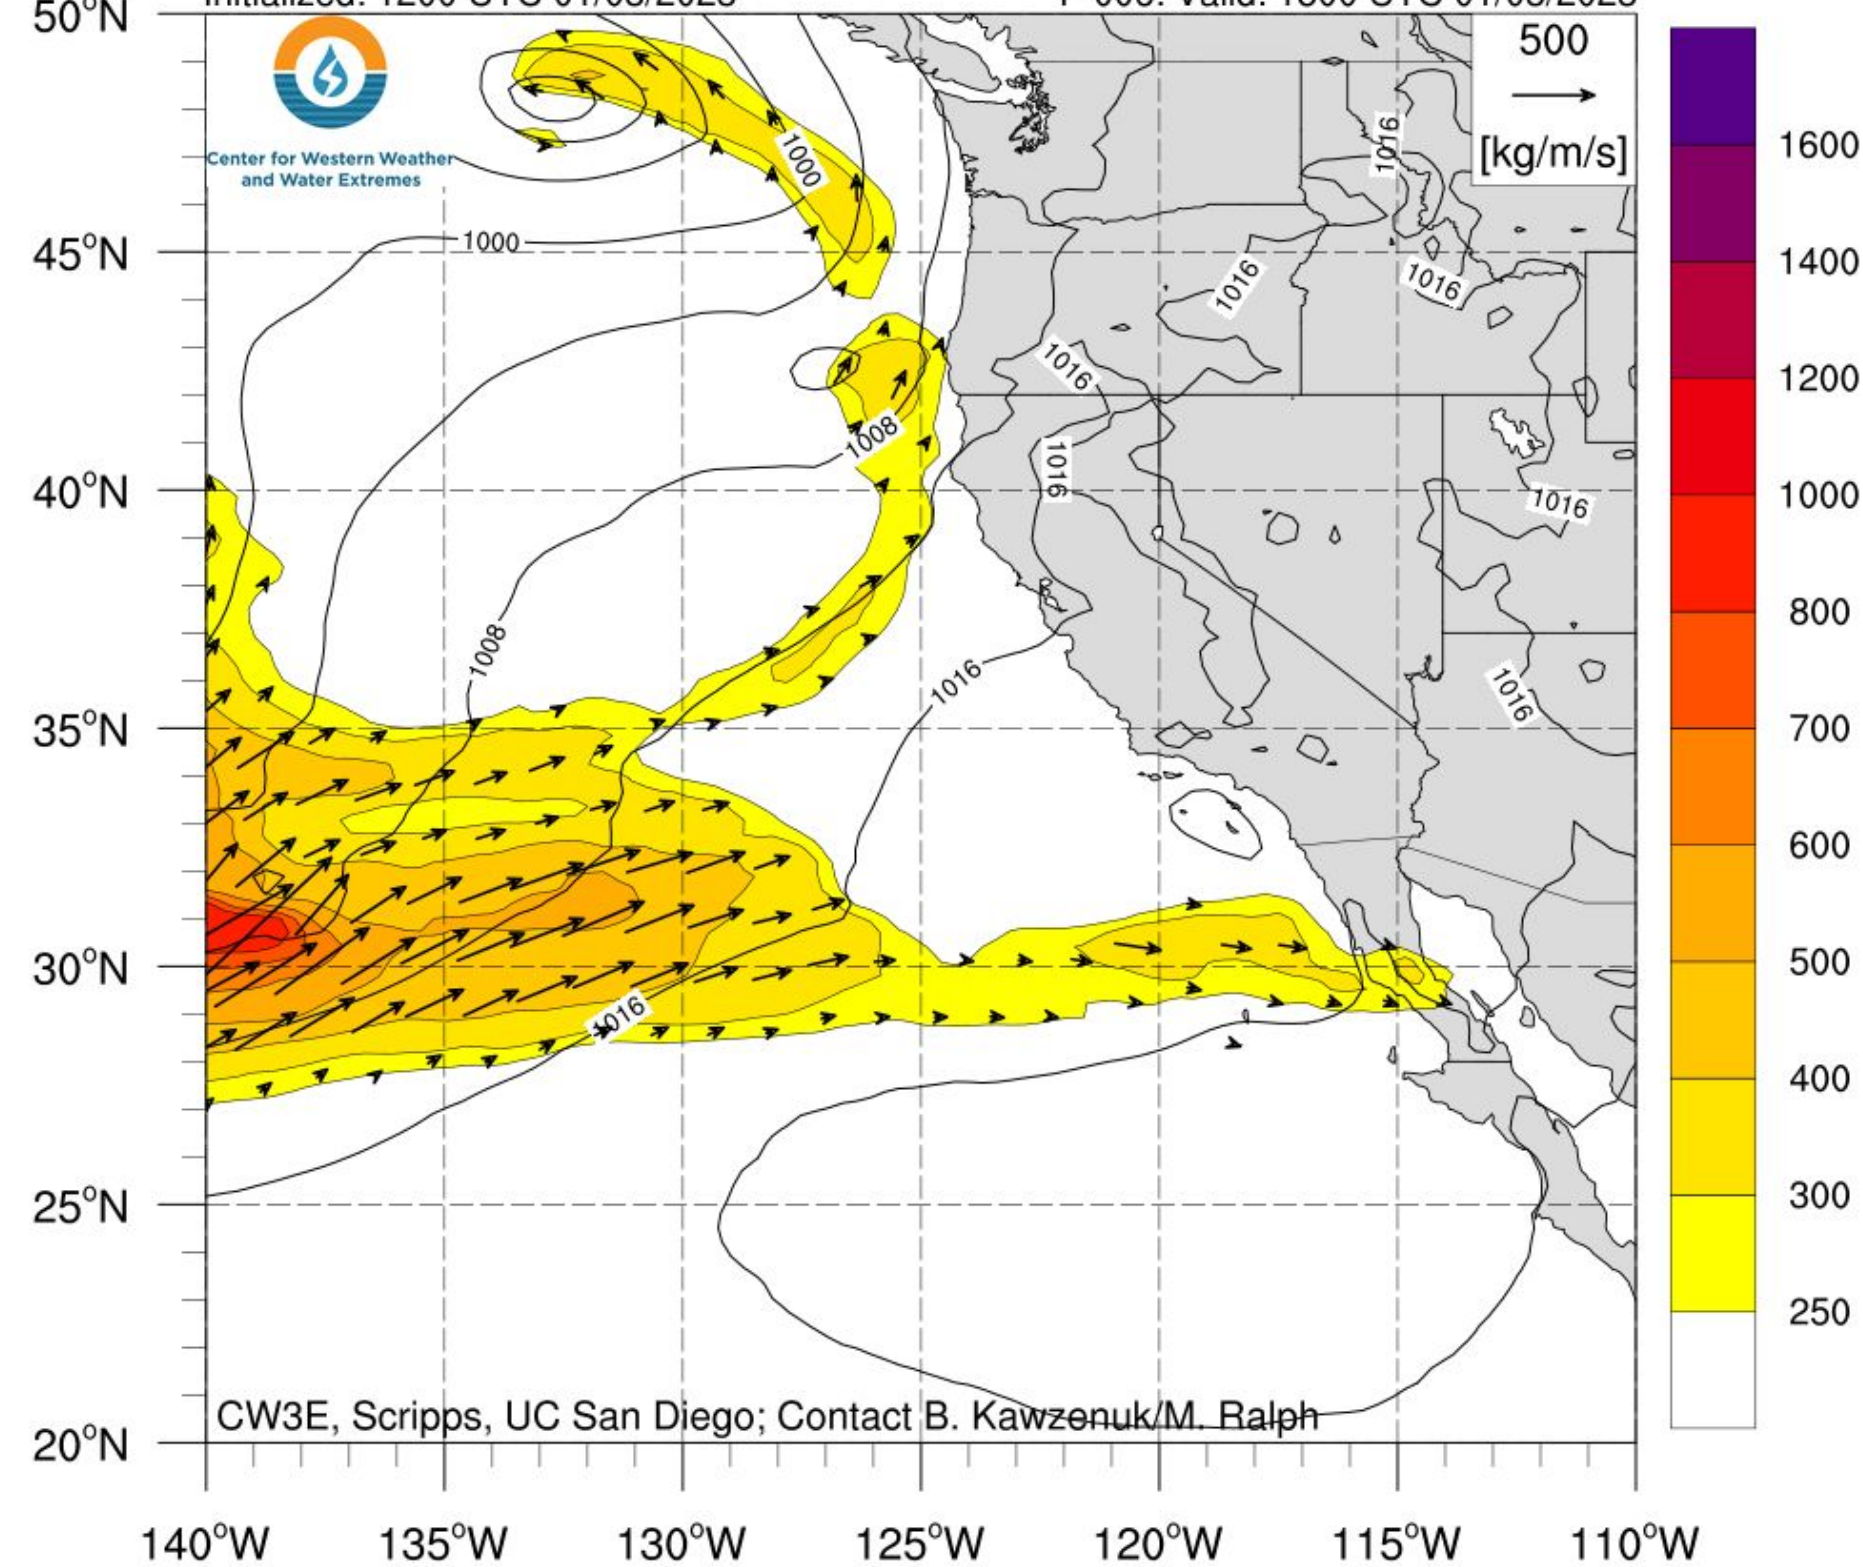 50°N
500
[kg/m/s]
Center for Western Weather
and Water Extremes
1000
1016
1600
45°N
1000
1016
1016
1400
1200
1016
1008
1016
40°N
1016
1000
800
1008
1016
1016
35°N
700
600
30°N
500
1016
400
25°N
300
250
CW3E, Scripps, UC San Diego; Contact B. Kawzenuk/M. Ralph
20°N
140°W 135°W 130°W 125°W 120°W 115°W 110°W